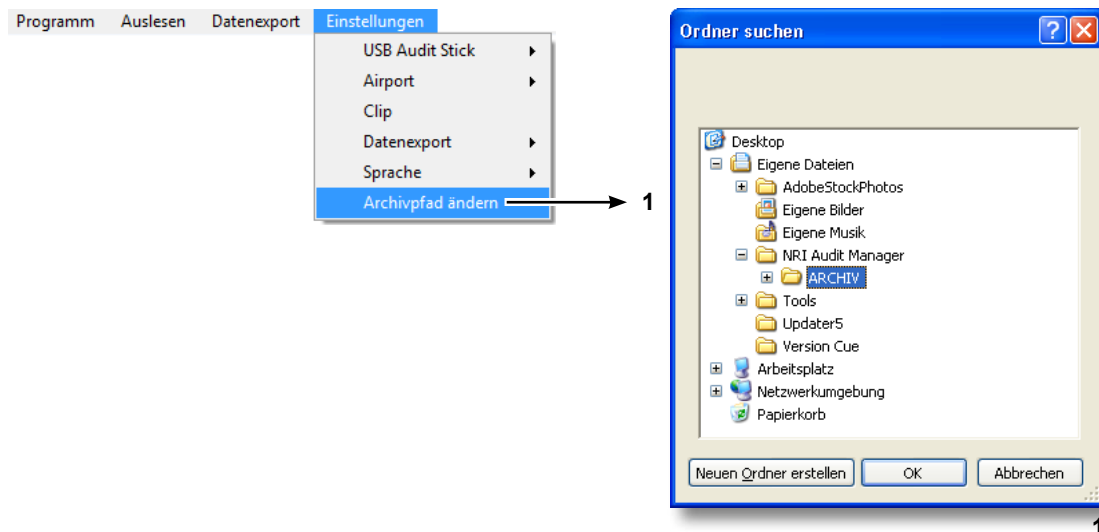 Programm Auslesen Datenexport Einstellungen
USB Audit Stick
Airport
Clip
Datenexport
Sprache
Archivpfad ändern
1
Ordner suchen
Desktop
Eigene Dateien
AdobeStockPhotos
Eigene Bilder
Eigene Musik
NRI Audit Manager
ARCHIV
Tools
Updater5
Version Cue
Arbeitsplatz
Netzwerkumgebung
Papierkorb
Neuen Ordner erstellen OK Abbrechen
1